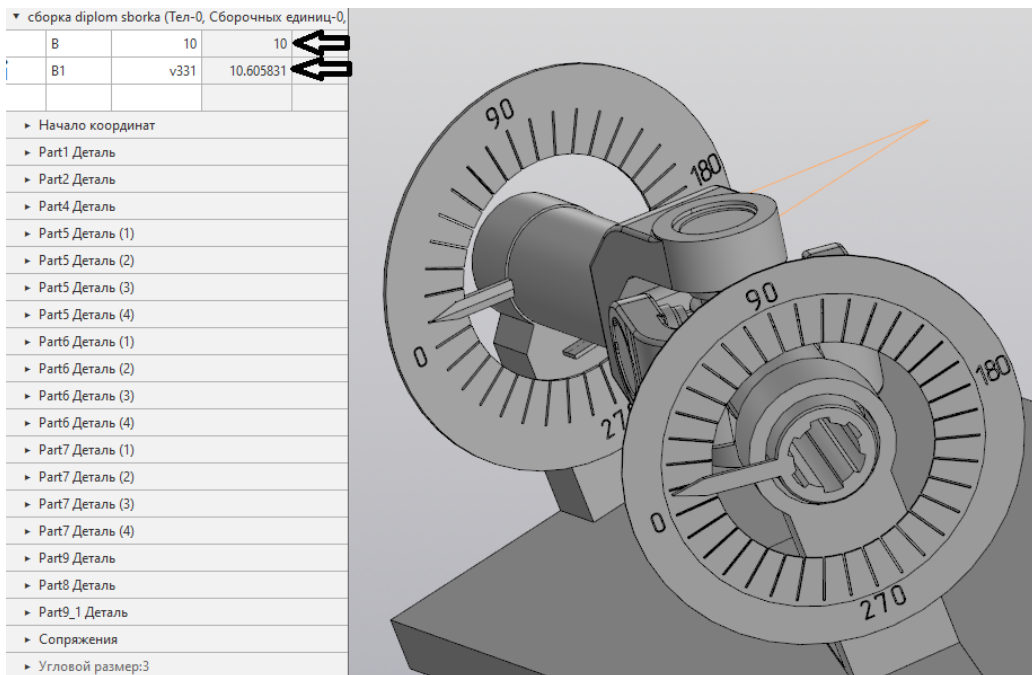 сборка diplom sborka (Тел-0, Сборочных единиц-0,
B 10 10
B1 v331 10.605831
Начало координат
Part1 Деталь
Part2 Деталь
Part4 Деталь
Part5 Деталь (1)
Part5 Деталь (2)
Part5 Деталь (3)
Part5 Деталь (4)
Part6 Деталь (1)
Part6 Деталь (2)
Part6 Деталь (3)
Part6 Деталь (4)
Part7 Деталь (1)
Part7 Деталь (2)
Part7 Деталь (3)
Part7 Деталь (4)
Part9 Деталь
Part8 Деталь
Part9_1 Деталь
Сопряжения
Угловой размер:3
90
180
0
27
90
180
0
270